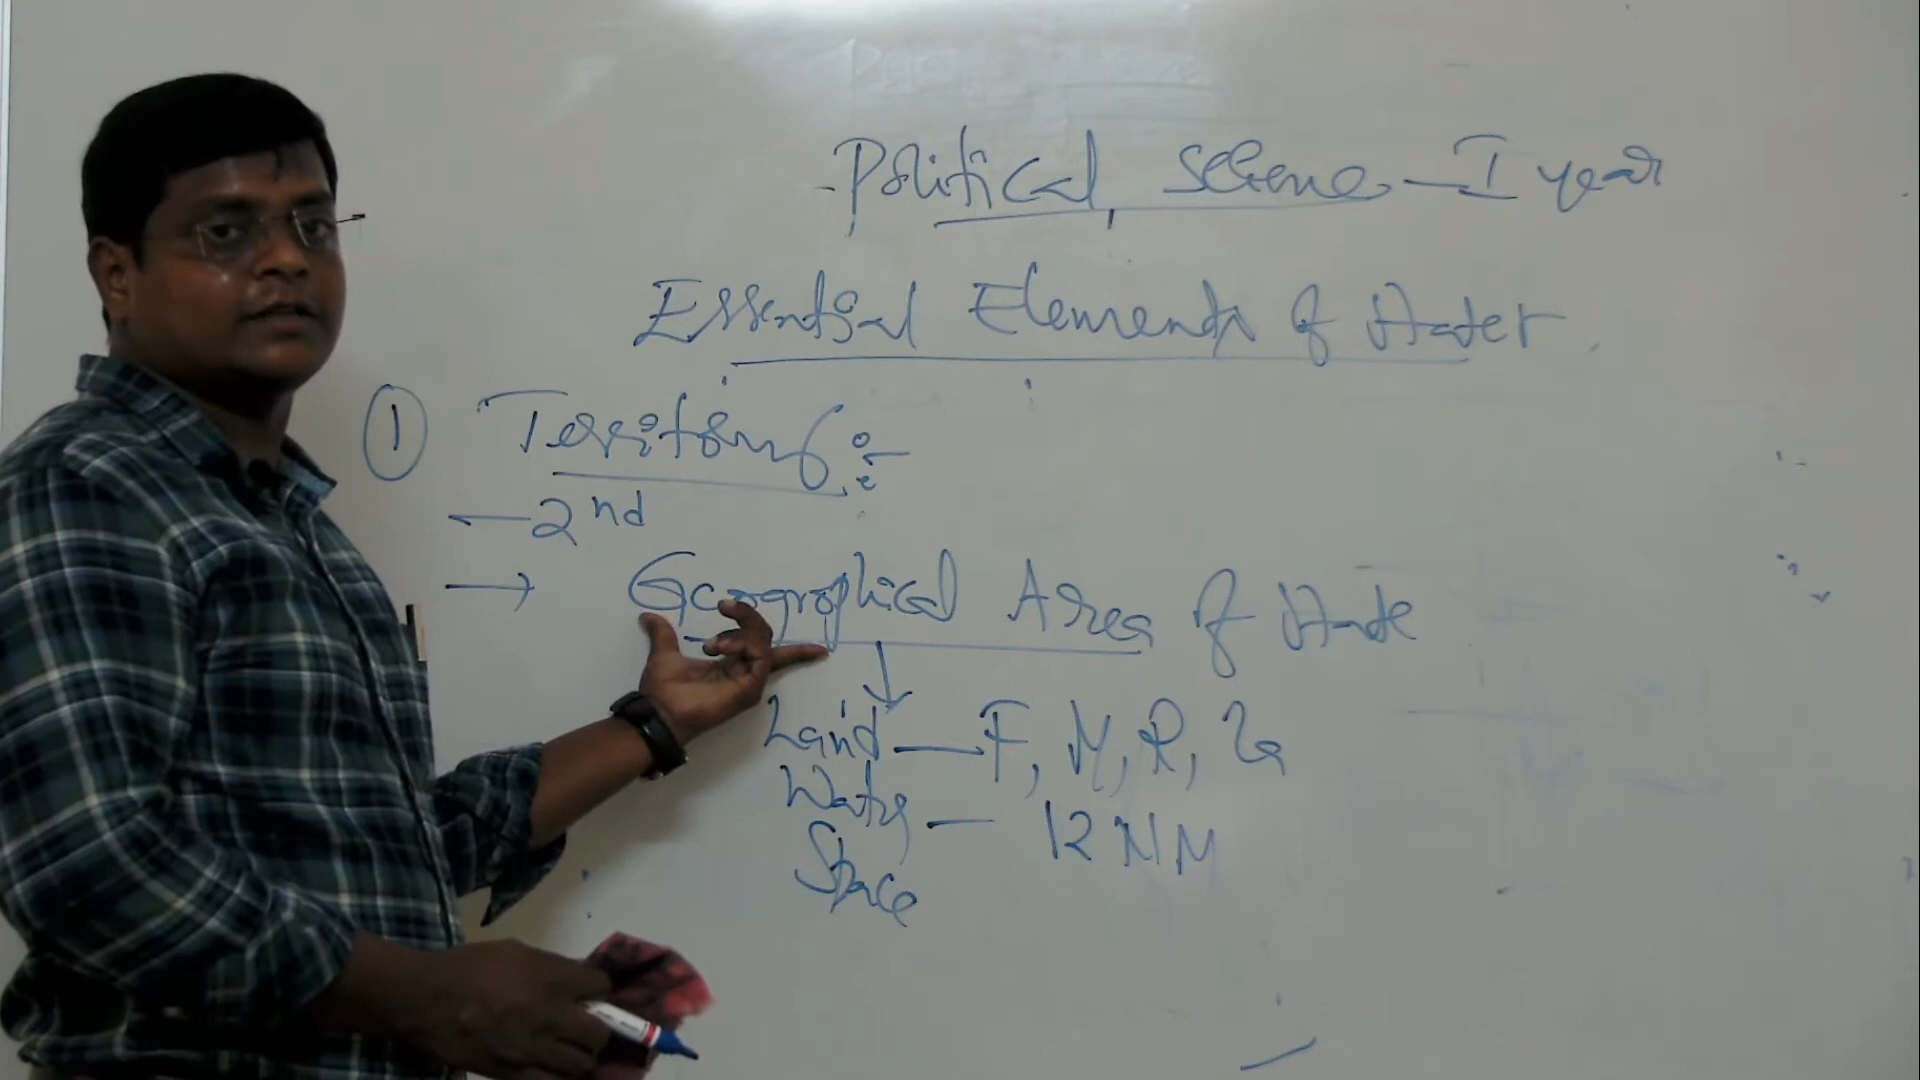 Political Science - I year
Essential Elements of State
① Territory :-
- 2nd
→ Geographical Area of State
Land - F, M, R,
Water - 12 NM
Space